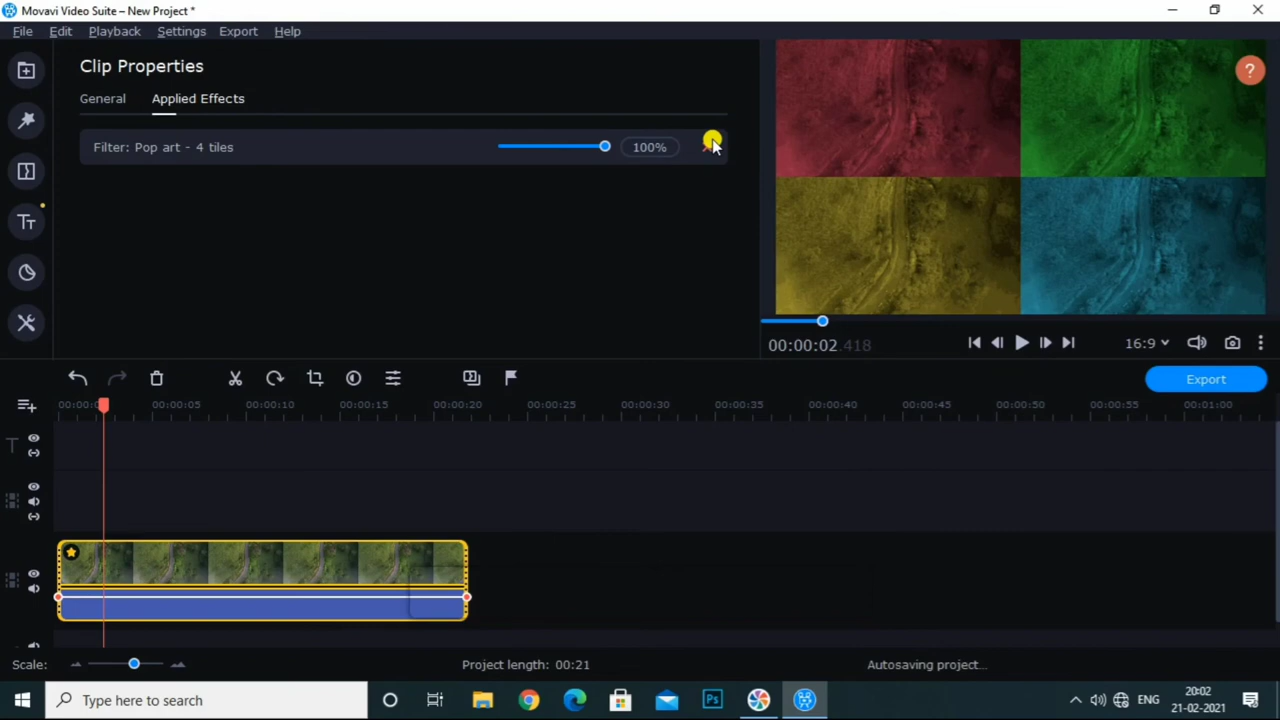 Movavi Video Suite – New Project *
File Edit Playback Settings Export Help
Clip Properties
General Applied Effects
Filter: Pop art - 4 tiles 100%
?
00:00:02.418
16:9
Export
00:00:05 00:00:10 00:00:15 00:00:20 00:00:25 00:00:30 00:00:35 00:00:40 00:00:45 00:00:50 00:00:55 00:01:00
Scale: Project length: 00:21 Autosaving project...
Type here to search Ps ENG 20:02
21-02-2021